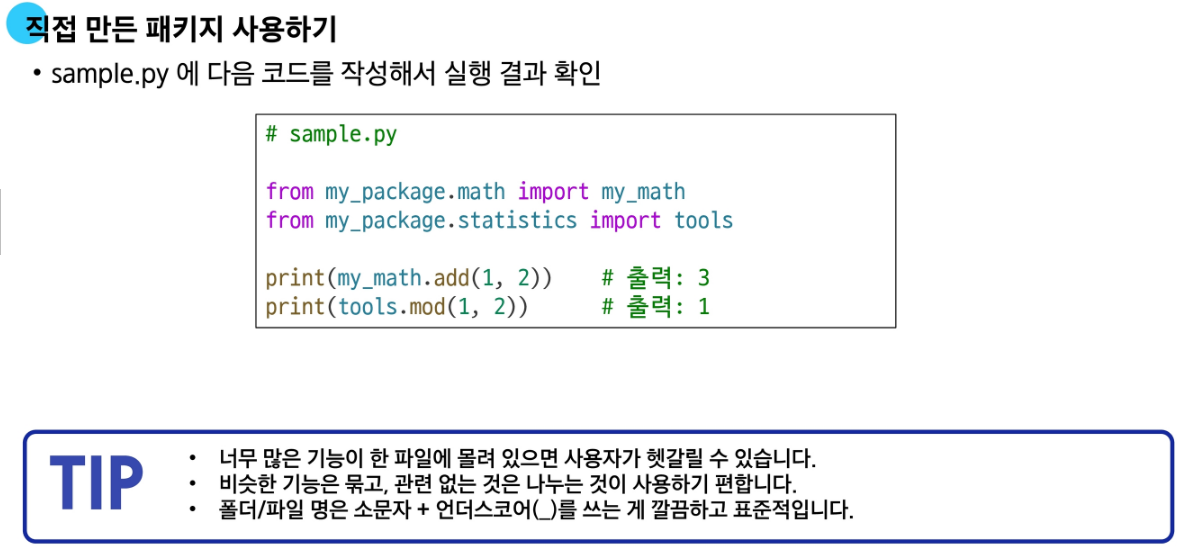 직접 만든 패키지 사용하기
• sample.py 에 다음 코드를 작성해서 실행 결과 확인
# sample.py
from my_package.math import my_math
from my_package.statistics import tools
print(my_math.add(1, 2))    # 출력: 3
print(tools.mod(1, 2))      # 출력: 1
TIP
• 너무 많은 기능이 한 파일에 몰려 있으면 사용자가 헷갈릴 수 있습니다.
• 비슷한 기능은 묶고, 관련 없는 것은 나누는 것이 사용하기 편합니다.
• 폴더/파일 명은 소문자 + 언더스코어(_)를 쓰는 게 깔끔하고 표준적입니다.